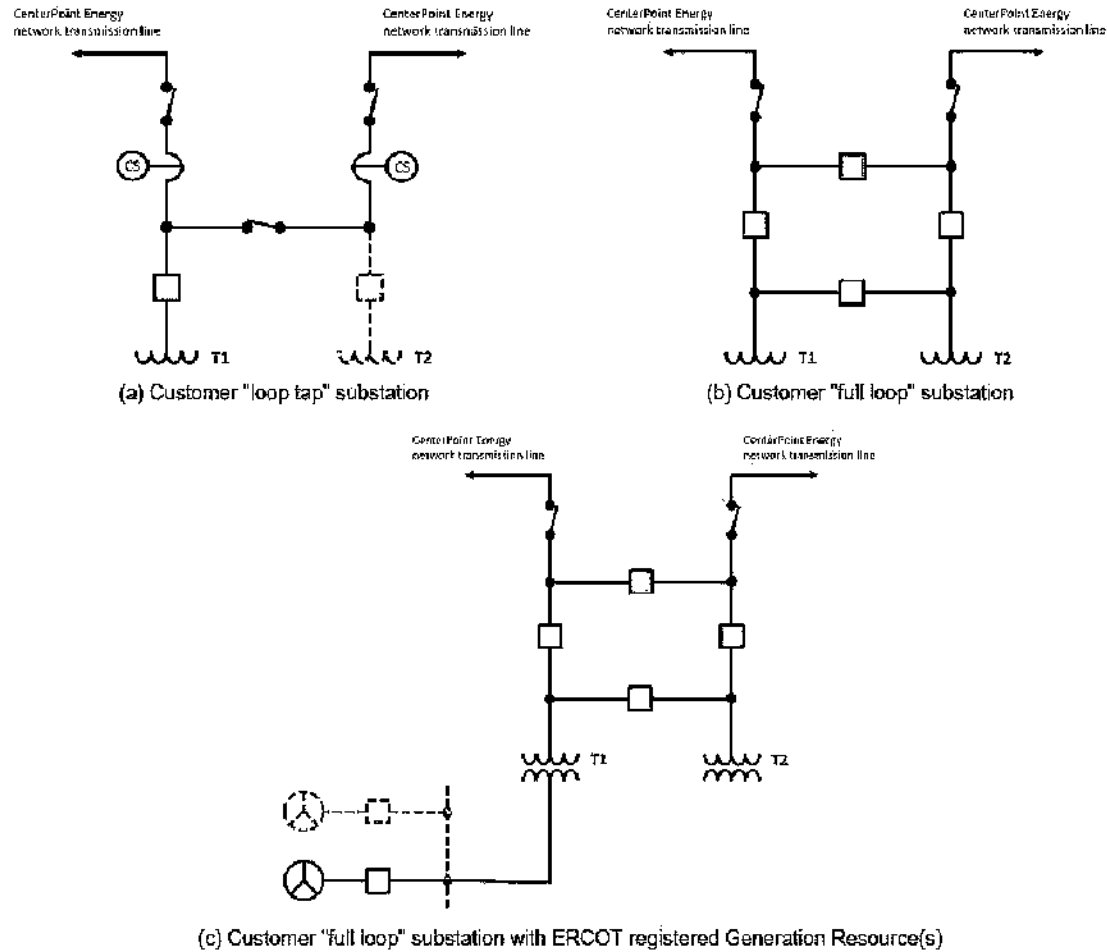 CenterPoint Energy
network transmission line
CenterPoint Energy
network transmission line
CS
CS
T1
T2
(a) Customer "loop tap" substation
CenterPoint Energy
network transmission line
CenterPoint Energy
network transmission line
T1
T2
(b) Customer "full loop" substation
CenterPoint Energy
network transmission line
CenterPoint Energy
network transmission line
T1
T2
(c) Customer "full loop" substation with ERCOT registered Generation Resource(s)